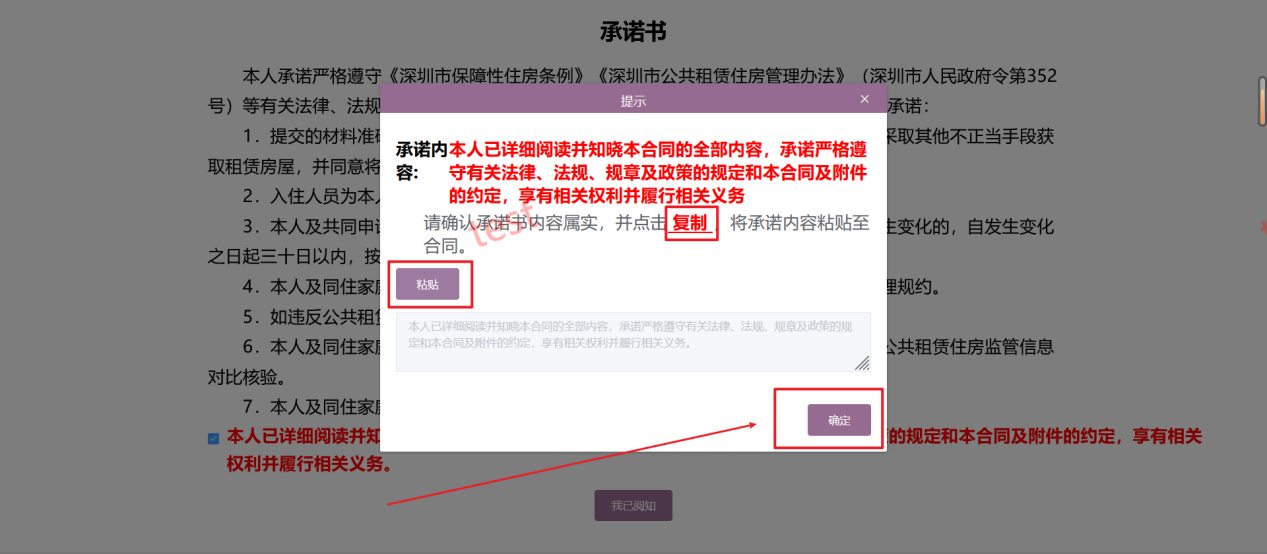 承诺书
本人承诺严格遵守《深圳市保障性住房条例》《深圳市公共租赁住房管理办法》（深圳市人民政府令第352
号）等有关法律、法规
承诺：
提示
×
1．提交的材料准
采取其他不正当手段获
取租赁房屋，并同意将
2．入住人员为本
3．本人及共同申
生变化的，自发生变化
之日起三十日以内，按
4．本人及同住家
理规约。
5．如违反公共租
6．本人及同住家
公共租赁住房监管信息
对比核验。
7．本人及同住家
承诺内容：
本人已详细阅读并知晓本合同的全部内容，承诺严格遵
守有关法律、法规、规章及政策的规定和本合同及附件
的约定，享有相关权利并履行相关义务
请确认承诺书内容属实，并点击 复制 ，将承诺内容粘贴至
合同。
test
粘贴
本人已详细阅读并知晓本合同的全部内容，承诺严格遵守有关法律、法规、规章及政策的规
定和本合同及附件的约定，享有相关权利并履行相关义务。
确定
本人已详细阅读并知
的规定和本合同及附件的约定，享有相关
权利并履行相关义务。
我已阅知